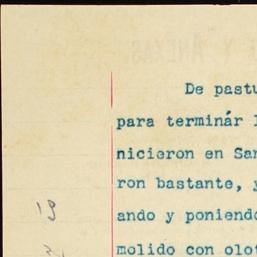 De pastu
para terminár l
nicieron en San
ron bastante, y
ando y poniendo
molido con olot